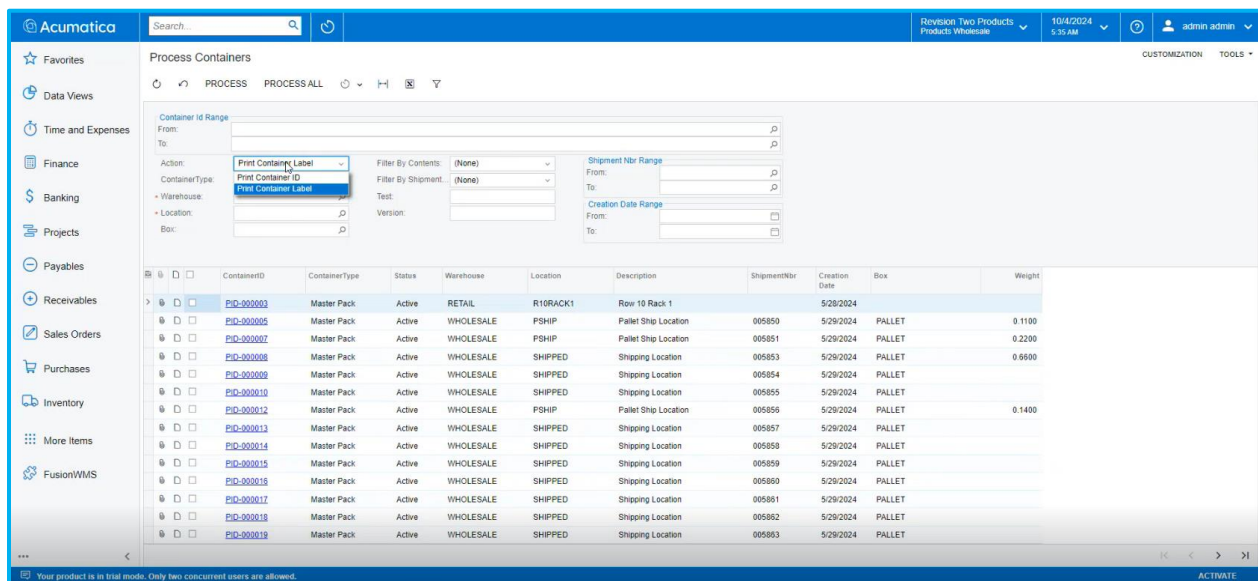 Acumatica
Search...
Revision Two Products
Products Wholesale
10/4/2024
5:35 AM
admin admin
Favorites
Data Views
Time and Expenses
Finance
Banking
Projects
Payables
Receivables
Sales Orders
Purchases
Inventory
More Items
FusionWMS
Process Containers
CUSTOMIZATION TOOLS
PROCESS PROCESS ALL
Container Id Range
From:
To:
Action: Print Container Label
Print Container ID
Print Container Label
ContainerType:
* Warehouse:
* Location:
Box:
Filter By Contents: (None)
Filter By Shipment... (None)
Test:
Version:
Shipment Nbr Range
From:
To:
Creation Date Range
From:
To:
ContainerID ContainerType Status Warehouse Location Description ShipmentNbr Creation Date Box Weight
PID-000003 Master Pack Active RETAIL R10RACK1 Row 10 Rack 1 5/28/2024
PID-000005 Master Pack Active WHOLESALE PSHIP Pallet Ship Location 005850 5/29/2024 PALLET 0.1100
PID-000007 Master Pack Active WHOLESALE PSHIP Pallet Ship Location 005851 5/29/2024 PALLET 0.2200
PID-000008 Master Pack Active WHOLESALE SHIPPED Shipping Location 005853 5/29/2024 PALLET 0.6600
PID-000009 Master Pack Active WHOLESALE SHIPPED Shipping Location 005854 5/29/2024 PALLET
PID-000010 Master Pack Active WHOLESALE SHIPPED Shipping Location 005855 5/29/2024 PALLET
PID-000012 Master Pack Active WHOLESALE PSHIP Pallet Ship Location 005856 5/29/2024 PALLET 0.1400
PID-000013 Master Pack Active WHOLESALE SHIPPED Shipping Location 005857 5/29/2024 PALLET
PID-000014 Master Pack Active WHOLESALE SHIPPED Shipping Location 005858 5/29/2024 PALLET
PID-000015 Master Pack Active WHOLESALE SHIPPED Shipping Location 005859 5/29/2024 PALLET
PID-000016 Master Pack Active WHOLESALE SHIPPED Shipping Location 005860 5/29/2024 PALLET
PID-000017 Master Pack Active WHOLESALE SHIPPED Shipping Location 005861 5/29/2024 PALLET
PID-000018 Master Pack Active WHOLESALE SHIPPED Shipping Location 005862 5/29/2024 PALLET
PID-000019 Master Pack Active WHOLESALE SHIPPED Shipping Location 005863 5/29/2024 PALLET
Your product is in trial mode. Only two concurrent users are allowed.
ACTIVATE